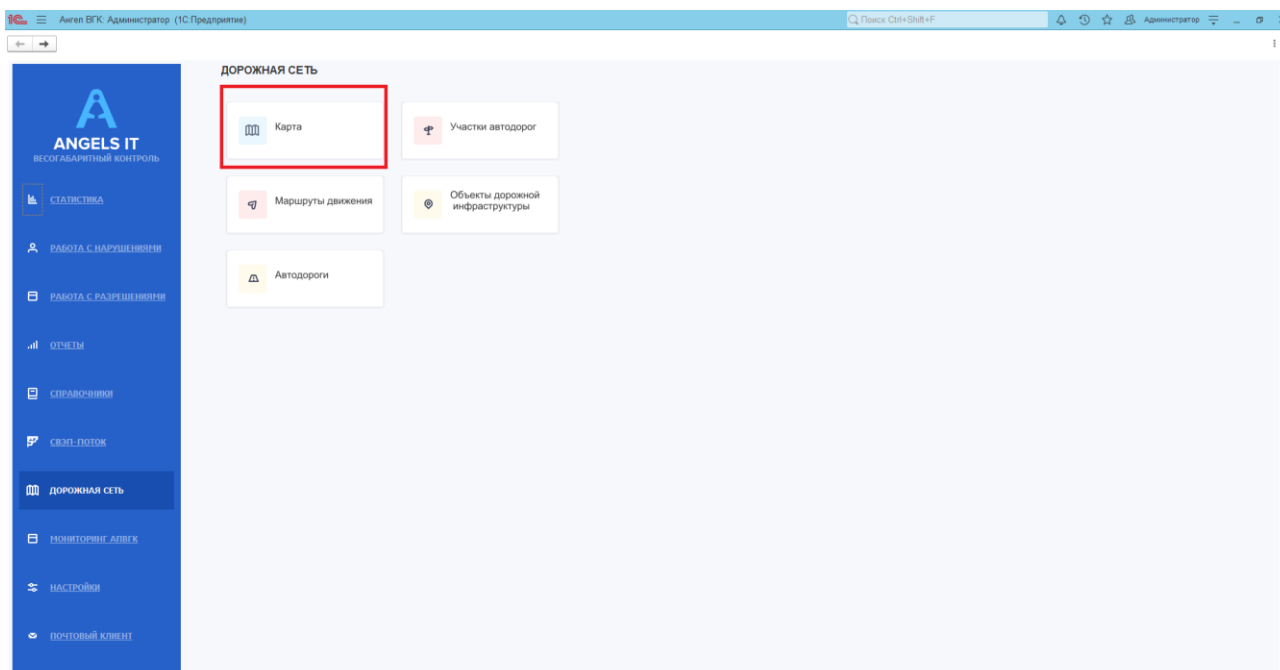 1С Ангел ВГК: Администратор (1С:Предприятие)
Поиск Ctrl+Shift+F
Администратор
ANGELS IT
ВЕСОГАБАРИТНЫЙ КОНТРОЛЬ
СТАТИСТИКА
РАБОТА С НАРУШЕНИЯМИ
РАБОТА С РАЗРЕШЕНИЯМИ
ОТЧЕТЫ
СПРАВОЧНИКИ
СВЭП-ПОТОК
ДОРОЖНАЯ СЕТЬ
МОНИТОРИНГ АПВГК
НАСТРОЙКИ
ПОЧТОВЫЙ КЛИЕНТ
ДОРОЖНАЯ СЕТЬ
Карта
Участки автодорог
Маршруты движения
Объекты дорожной
инфраструктуры
Автодороги